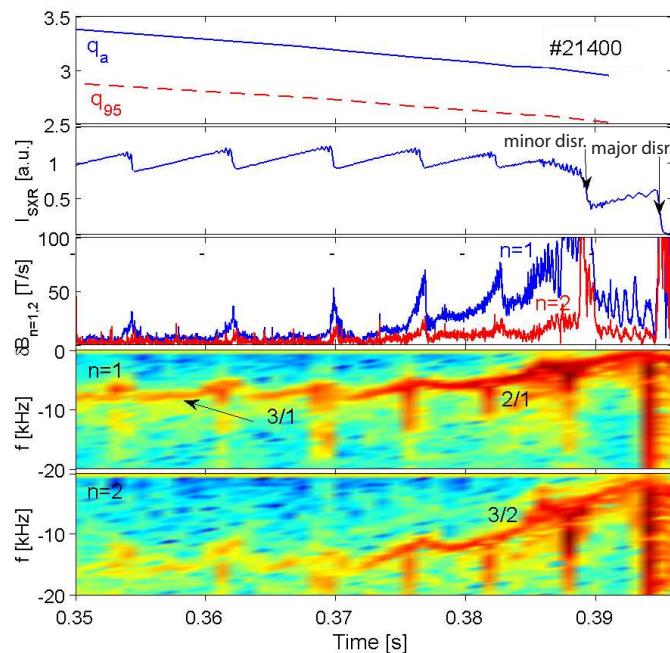 3.5
#21400
q_a
3
q_95
2.5
I_SXR [a.u.]
1
0.5
minor disr.
major disr.
100
δB_n=1,2 [T/s]
50
n=1
n=2
0
n=1
f [kHz]
-10
3/1
2/1
-20
0
n=2
f [kHz]
-10
3/2
-20
0.35
0.36
0.37
0.38
0.39
Time [s]